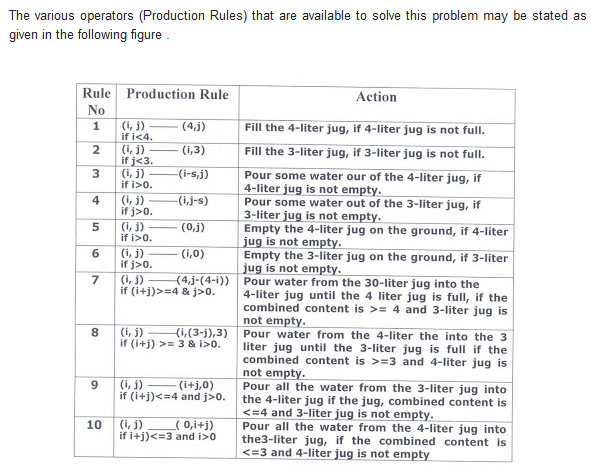 The various operators (Production Rules) that are available to solve this problem may be stated as
given in the following figure .
Rule No Production Rule Action
1 (i, j) —— (4,j) if i<4. Fill the 4-liter jug, if 4-liter jug is not full.
2 (i, j) —— (i,3) if j<3. Fill the 3-liter jug, if 3-liter jug is not full.
3 (i, j) ——(i-s,j) if i>0. Pour some water our of the 4-liter jug, if
4-liter jug is not empty.
4 (i, j) ——(i,j-s) if j>0. Pour some water out of the 3-liter jug, if
3-liter jug is not empty.
5 (i, j) —— (0,j) if i>0. Empty the 4-liter jug on the ground, if 4-liter
jug is not empty.
6 (i, j) —— (i,0) if j>0. Empty the 3-liter jug on the ground, if 3-liter
jug is not empty.
7 (i, j) ——(4,j-(4-i)) if (i+j)>=4 & j>0. Pour water from the 30-liter jug into the
4-liter jug until the 4 liter jug is full, if the
combined content is >= 4 and 3-liter jug is
not empty.
8 (i, j) ——(i,(3-j),3) if (i+j) >= 3 & i>0. Pour water from the 4-liter the into the 3
liter jug until the 3-liter jug is full if the
combined content is >=3 and 4-liter jug is
not empty.
9 (i, j) —— (i+j,0) if (i+j)<=4 and j>0. Pour all the water from the 3-liter jug into
the 4-liter jug if the jug, combined content is
<=4 and 3-liter jug is not empty.
10 (i, j) ____( 0,i+j) if i+j)<=3 and i>0 Pour all the water from the 4-liter jug into
the3-liter jug, if the combined content is
<=3 and 4-liter jug is not empty